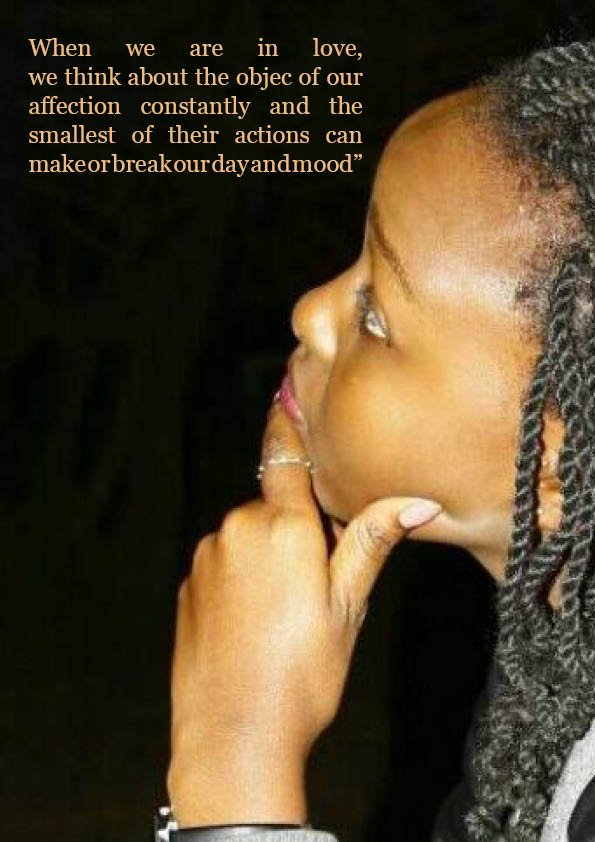 When we are in love,
we think about the objec of our
affection constantly and the
smallest of their actions can
makeorbreakourdayandmood”